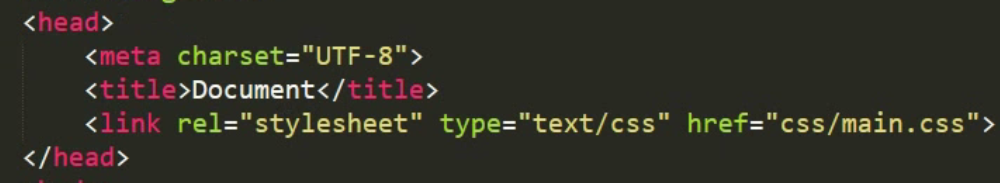 <head>
<meta charset="UTF-8">
<title>Document</title>
<link rel="stylesheet" type="text/css" href="css/main.css">
</head>